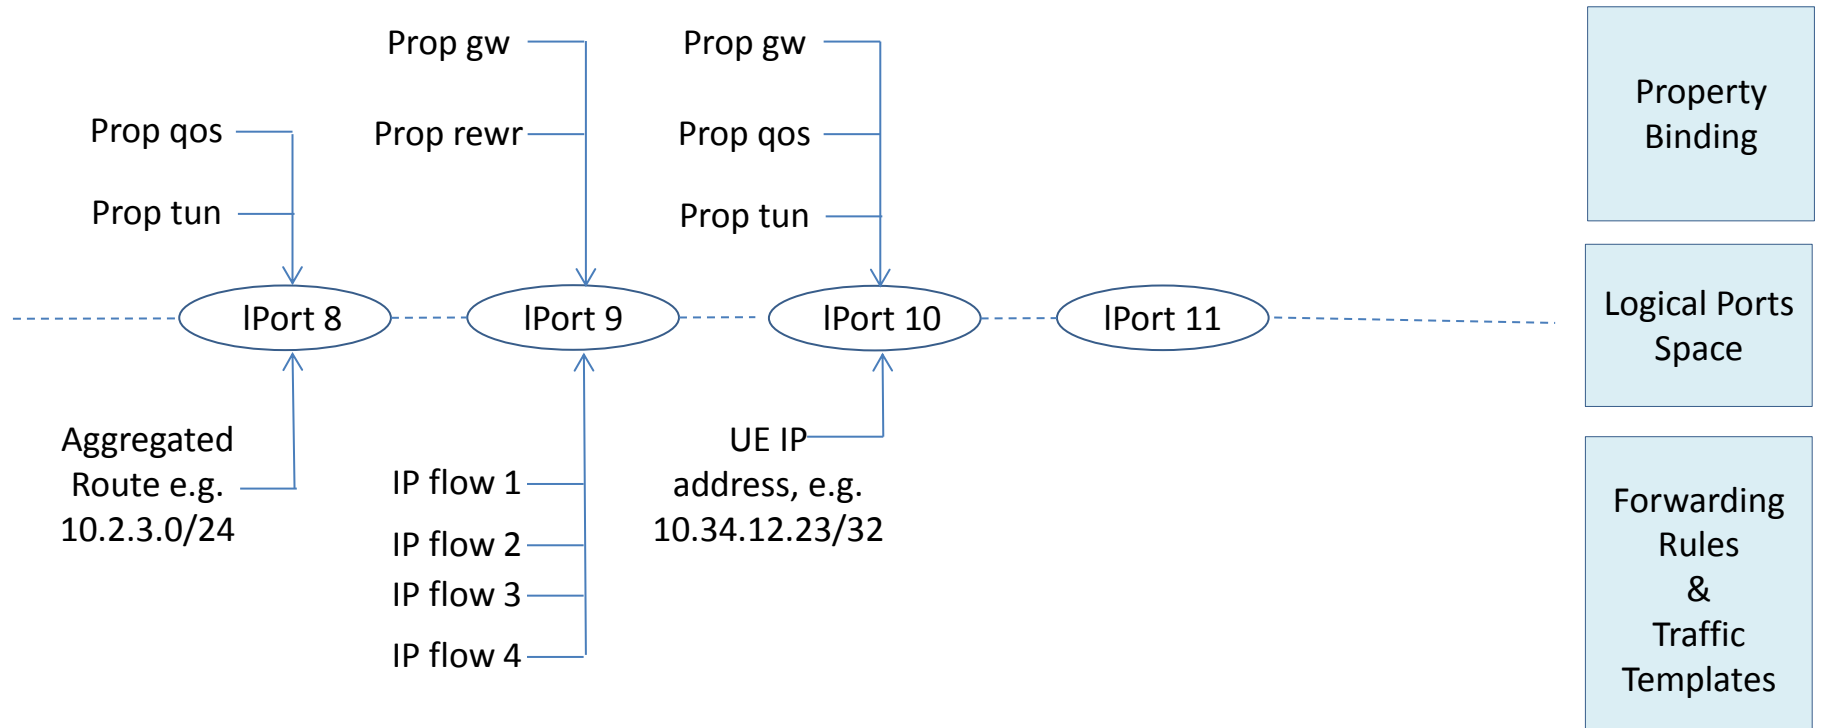 Prop gw
Prop gw
Prop qos
Prop rewr
Prop qos
Prop tun
Prop tun
lPort 8
lPort 9
lPort 10
lPort 11
Aggregated
Route e.g.
10.2.3.0/24
IP flow 1
IP flow 2
IP flow 3
IP flow 4
UE IP
address, e.g.
10.34.12.23/32
Property
Binding
Logical Ports
Space
Forwarding
Rules
&
Traffic
Templates